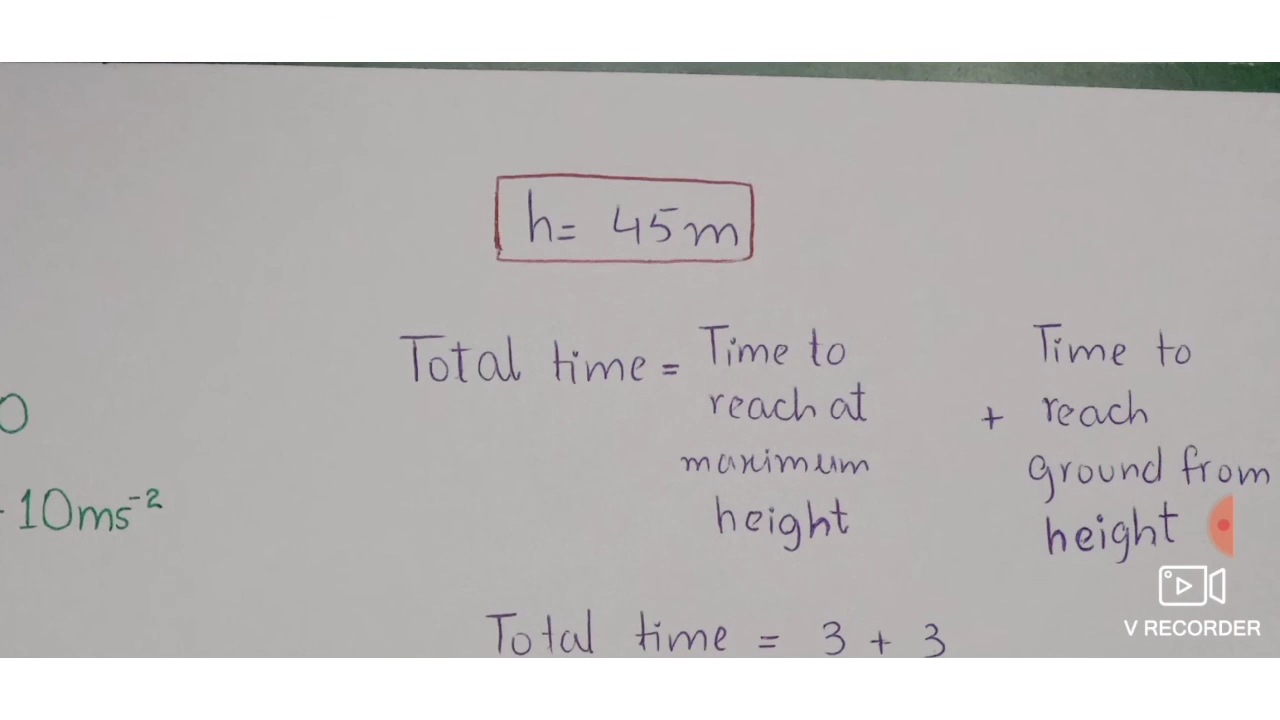 h= 45m
Total time = Time to reach at maximum height + Time to reach ground from height
0
-10ms⁻²
Total time = 3 + 3
V RECORDER